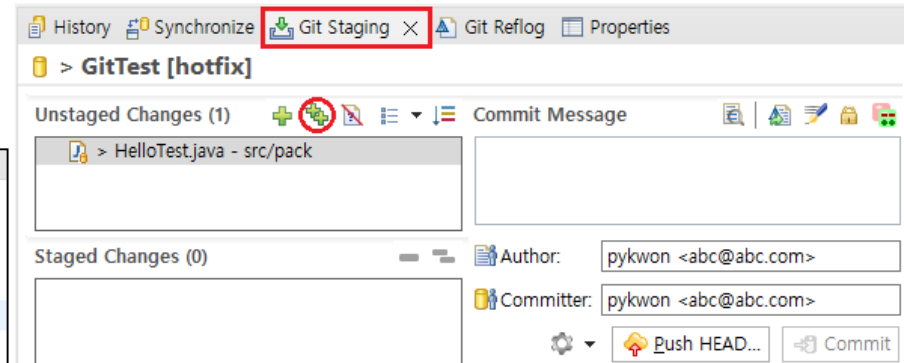 History Synchronize Git Staging Git Reflog Properties
> GitTest [hotfix]
Unstaged Changes (1)
Commit Message
> HelloTest.java - src/pack
Staged Changes (0)
Author: pykwon <abc@abc.com>
Committer: pykwon <abc@abc.com>
Push HEAD... Commit